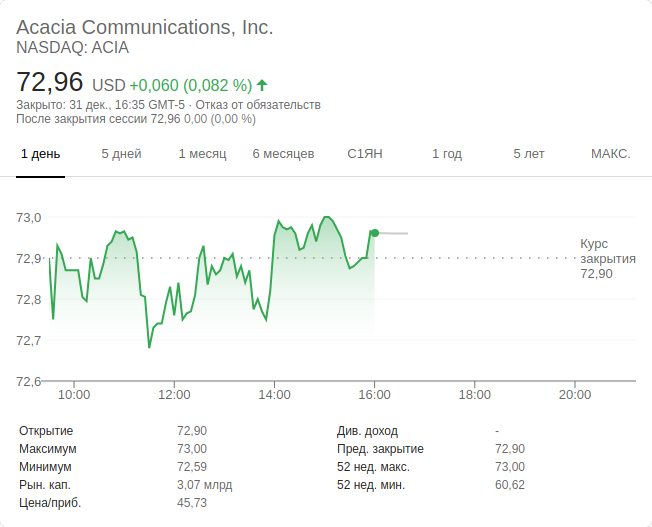 Acacia Communications, Inc.
NASDAQ: ACIA
72,96 USD +0,060 (0,082 %)
Закрыто: 31 дек., 16:35 GMT-5 · Отказ от обязательств
После закрытия сессии 72,96 0,00 (0,00 %)
1 день 5 дней 1 месяц 6 месяцев С1ЯН 1 год 5 лет МАКС.
73,0
72,9
72,8
72,7
72,6
Курс
закрытия
72,90
10:00 12:00 14:00 16:00 18:00 20:00
Открытие 72,90 Див. доход -
Максимум 73,00 Пред. закрытие 72,90
Минимум 72,59 52 нед. макс. 73,00
Рын. кап. 3,07 млрд 52 нед. мин. 60,62
Цена/приб. 45,73